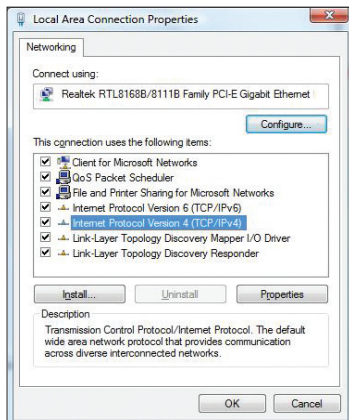 Local Area Connection Properties
Networking
Connect using:
Realtek RTL8168B/8111B Family PCI-E Gigabit Ethernet
Configure...
This connection uses the following items:
Client for Microsoft Networks
QoS Packet Scheduler
File and Printer Sharing for Microsoft Networks
Internet Protocol Version 6 (TCP/IPv6)
Internet Protocol Version 4 (TCP/IPv4)
Link-Layer Topology Discovery Mapper I/O Driver
Link-Layer Topology Discovery Responder
Install... Uninstall Properties
Description
Transmission Control Protocol/Internet Protocol. The default
wide area network protocol that provides communication
across diverse interconnected networks.
OK Cancel